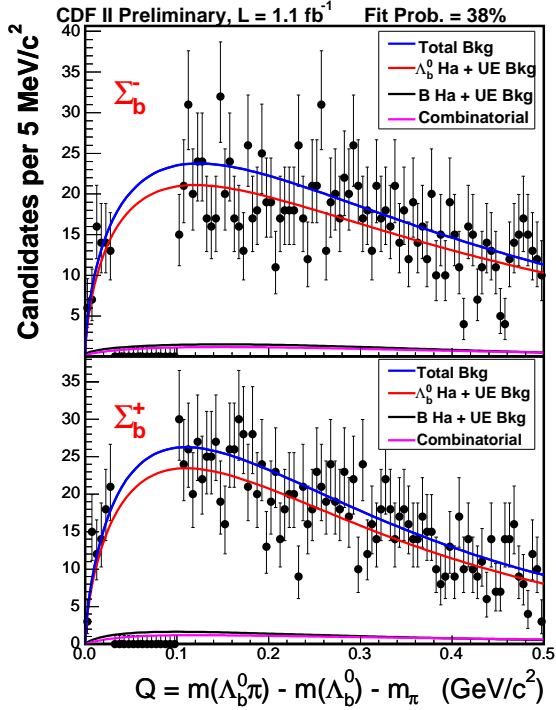 CDF II Preliminary, L = 1.1 fb⁻¹ Fit Prob. = 38%
Candidates per 5 MeV/c²
Σb⁻
Total Bkg
Λb⁰ Ha + UE Bkg
B Ha + UE Bkg
Combinatorial
40
35
30
25
20
15
10
5
Σb⁺
Total Bkg
Λb⁰ Ha + UE Bkg
B Ha + UE Bkg
Combinatorial
35
30
25
20
15
10
5
0
0.0 0.1 0.2 0.3 0.4 0.5
Q = m(Λb⁰π) - m(Λb⁰) - mπ (GeV/c²)